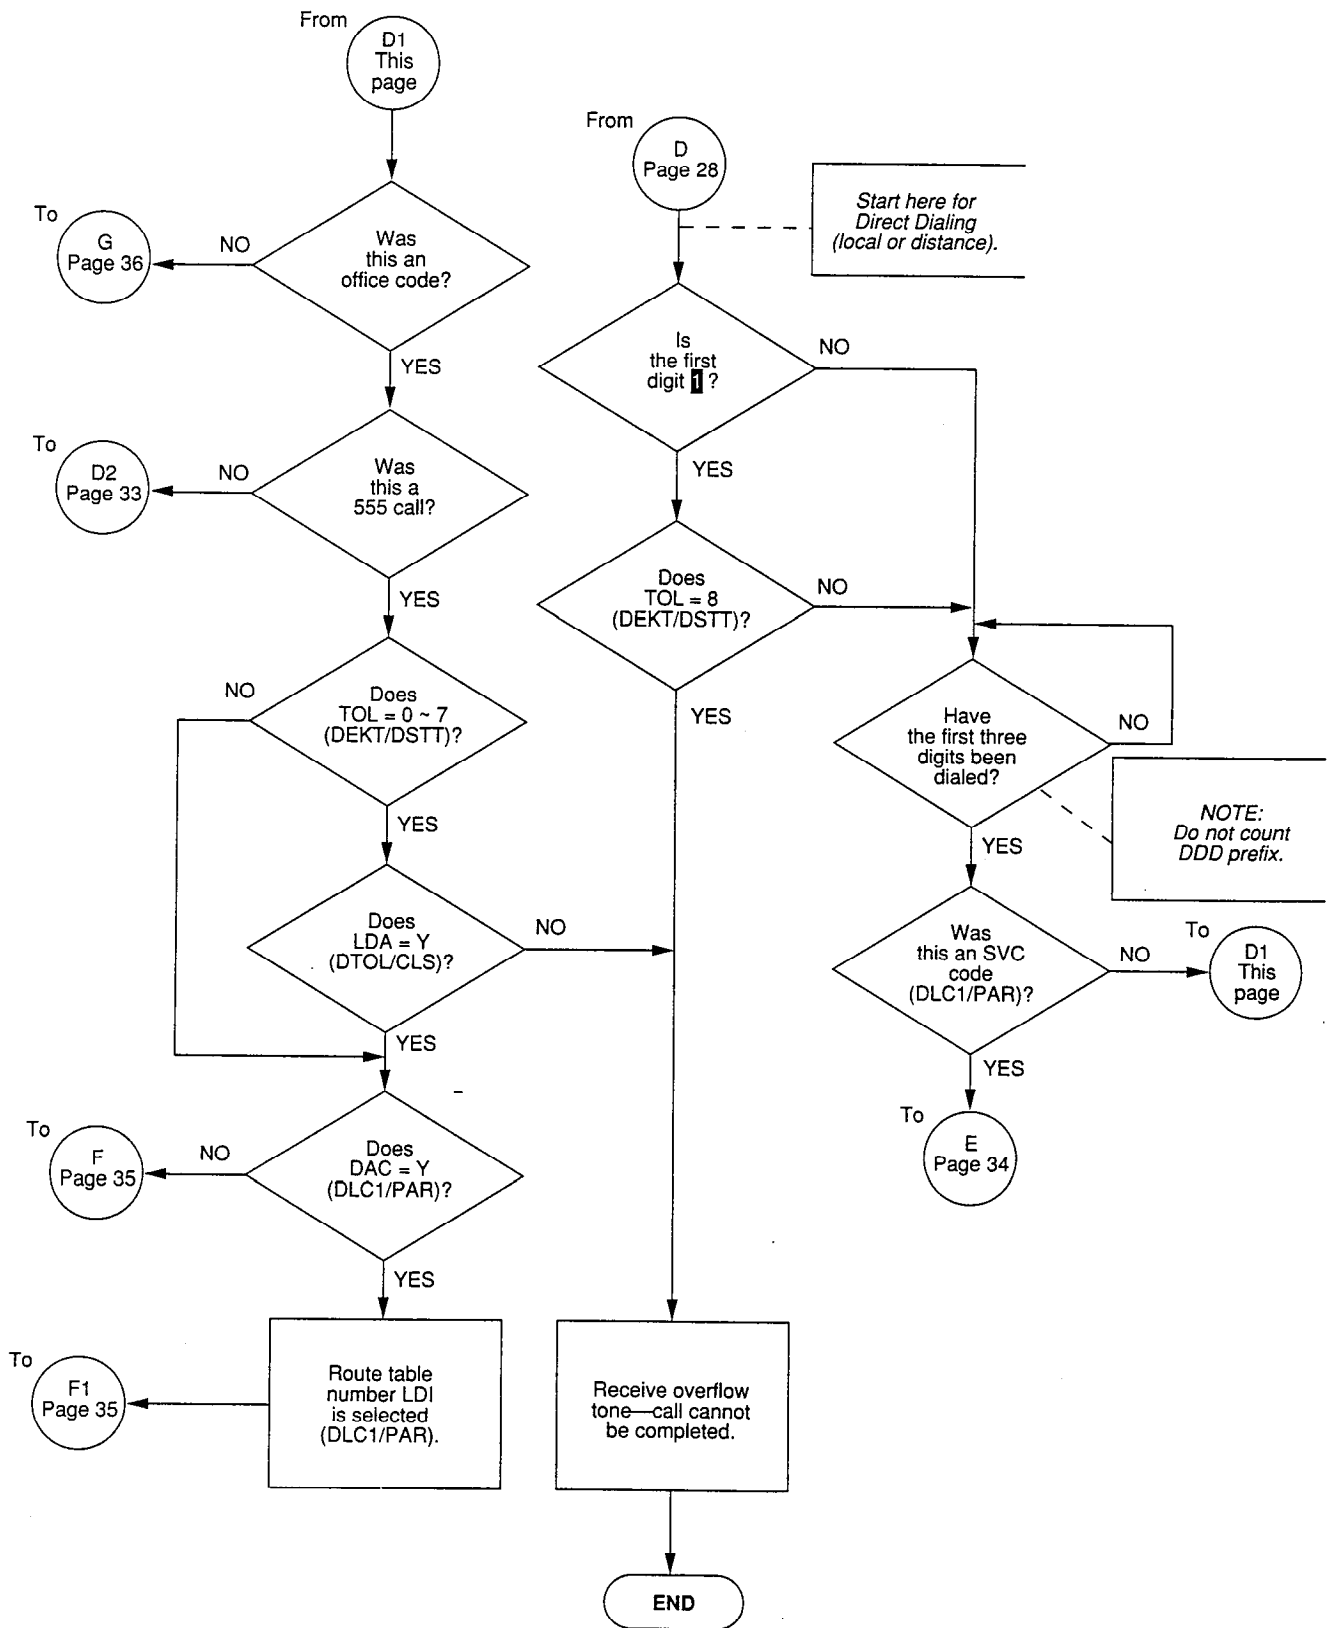 From
D1
This
page
To
G
Page 36
NO
Was
this an
office code?
YES
To
D2
Page 33
NO
Was
this a
555 call?
YES
NO
Does
TOL = 0 ~ 7
(DEKT/DSTT)?
YES
Does
LDA = Y
(DTOL/CLS)?
NO
YES
To
F
Page 35
NO
Does
DAC = Y
(DLC1/PAR)?
YES
To
F1
Page 35
Route table
number LDI
is selected
(DLC1/PAR).
From
D
Page 28
Start here for
Direct Dialing
(local or distance).
Is
the first
digit 1 ?
NO
YES
Does
TOL = 8
(DEKT/DSTT)?
NO
YES
Have
the first three
digits been
dialed?
NO
NOTE:
Do not count
DDD prefix.
YES
Was
this an SVC
code
(DLC1/PAR)?
NO
To
D1
This
page
YES
To
E
Page 34
Receive overflow
tone—call cannot
be completed.
END